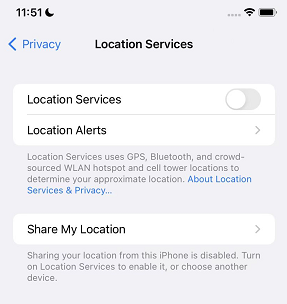 11:51
Privacy
Location Services
Location Services
Location Alerts
Location Services uses GPS, Bluetooth, and crowd-
sourced WLAN hotspot and cell tower locations to
determine your approximate location. About Location
Services & Privacy...
Share My Location
Sharing your location from this iPhone is disabled. Turn
on Location Services to enable it, or choose another
device.